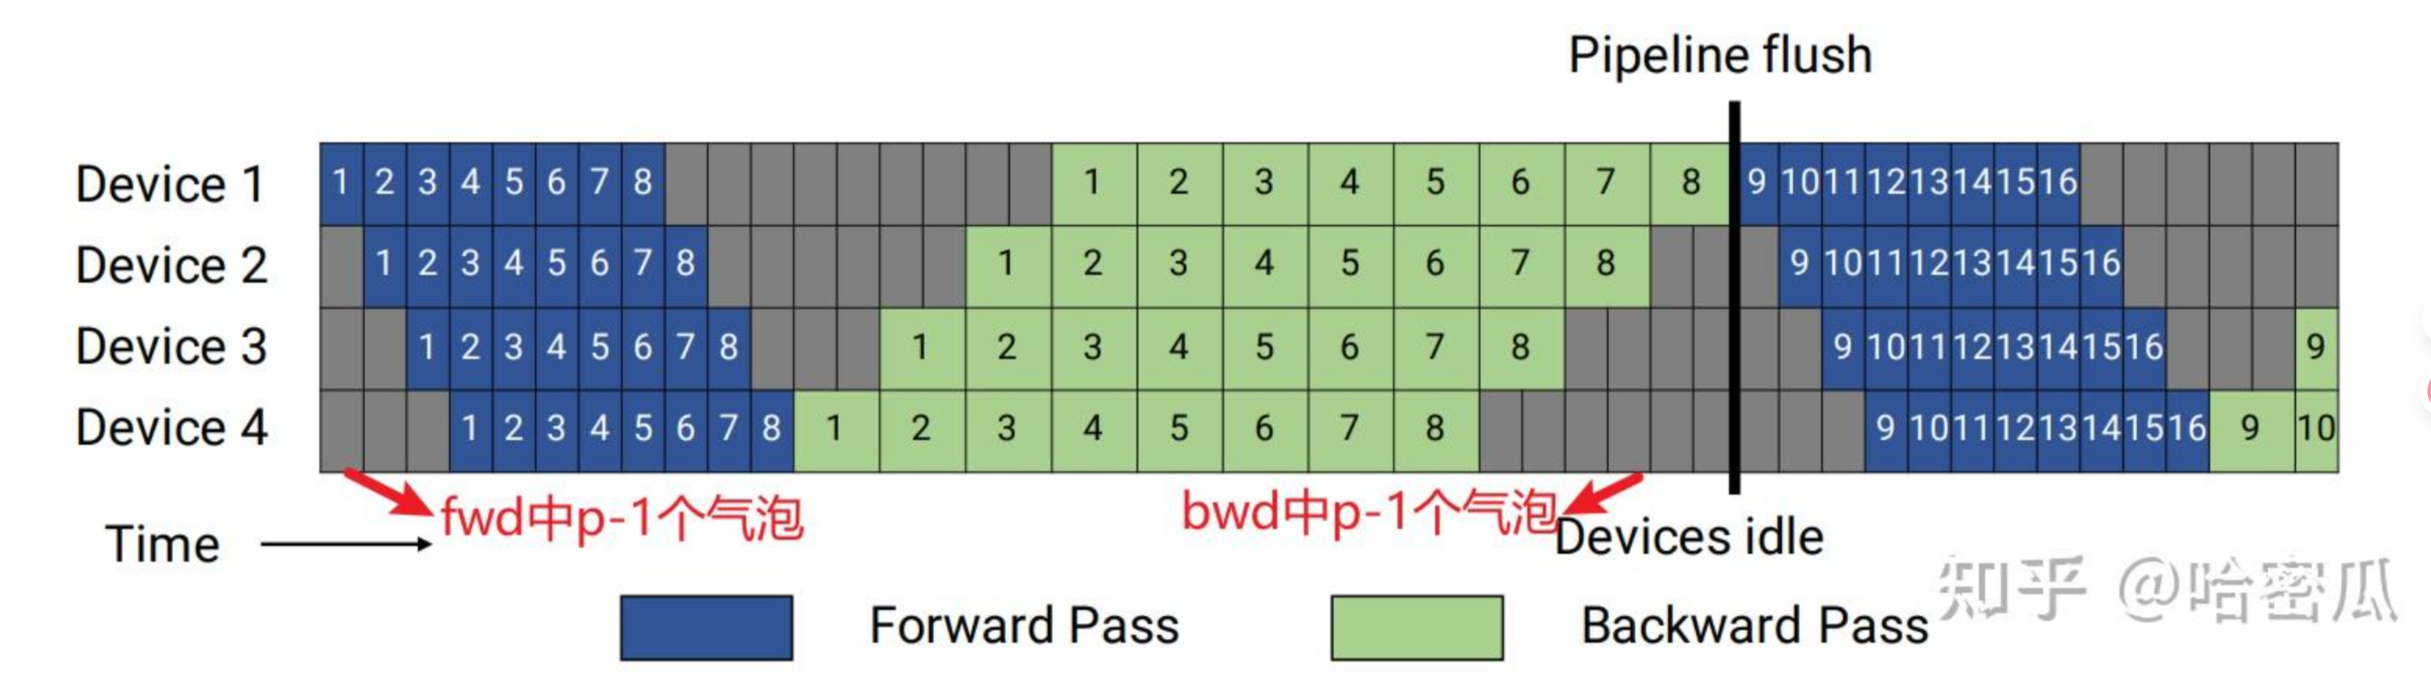 Pipeline flush
Device 1 1 2 3 4 5 6 7 8 1 2 3 4 5 6 7 8 9 10 11 12 13 14 15 16
Device 2 1 2 3 4 5 6 7 8 1 2 3 4 5 6 7 8 9 10 11 12 13 14 15 16
Device 3 1 2 3 4 5 6 7 8 1 2 3 4 5 6 7 8 9 10 11 12 13 14 15 16 9
Device 4 1 2 3 4 5 6 7 8 1 2 3 4 5 6 7 8 9 10 11 12 13 14 15 16 9 10
fwd中p-1个气泡
bwd中p-1个气泡
Time
Devices idle
知乎 @哈密瓜
Forward Pass
Backward Pass